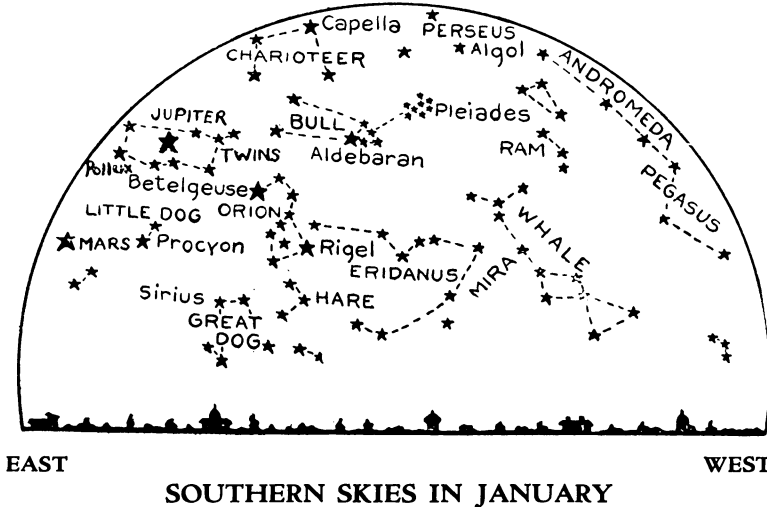 Capella
PERSEUS
Algol
CHARIOTEER
ANDROMEDA
JUPITER
BULL
Pleiades
TWINS
Aldebaran
RAM
Pollux
Betelgeuse
PEGASUS
LITTLE DOG
ORION
WHALE
MARS
Procyon
Rigel
ERIDANUS
MIRA
Sirius
HARE
GREAT
DOG
EAST
WEST
SOUTHERN SKIES IN JANUARY